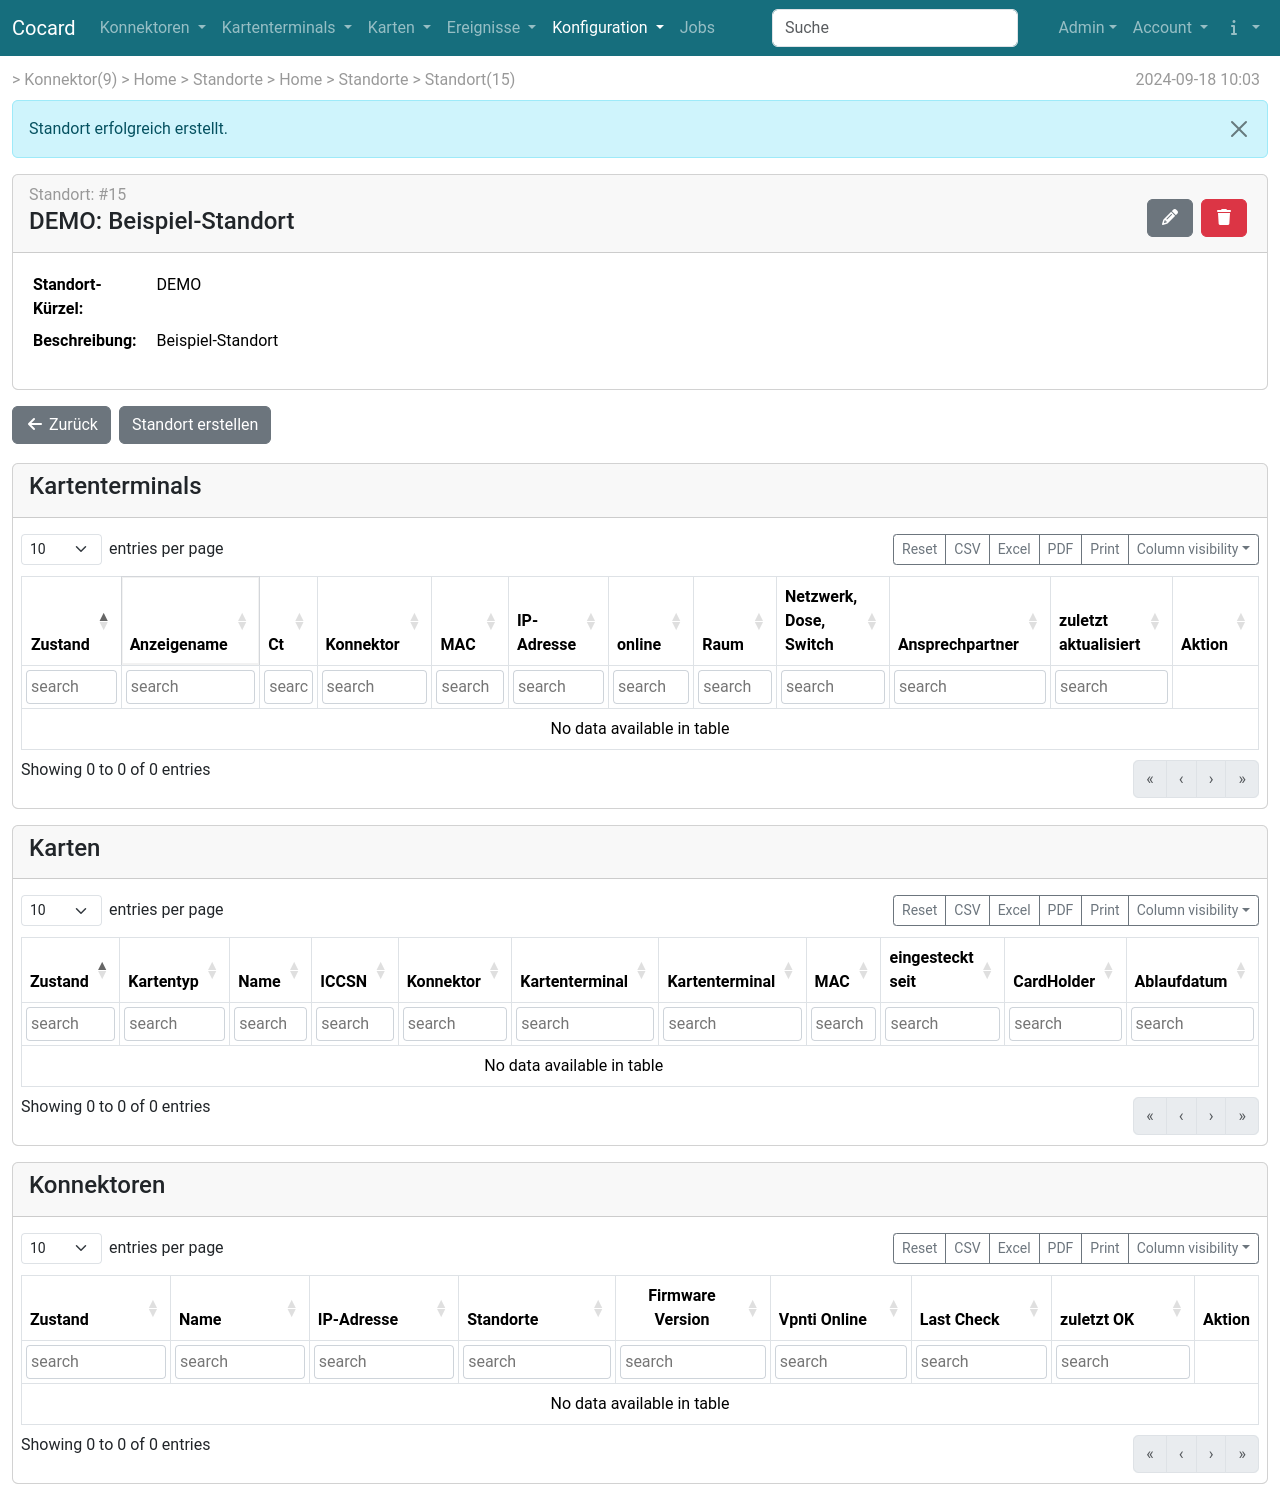 Cocard Konnektoren Kartenterminals Karten Ereignisse Konfiguration Jobs Suche Admin Account
> Konnektor(9) > Home > Standorte > Home > Standorte > Standort(15) 2024-09-18 10:03
Standort erfolgreich erstellt.
Standort: #15
DEMO: Beispiel-Standort
Standort- DEMO
Kürzel:
Beschreibung: Beispiel-Standort
Zurück Standort erstellen
Kartenterminals
10 entries per page Reset CSV Excel PDF Print Column visibility
Netzwerk,
IP- Dose, zuletzt
Zustand Anzeigename Ct Konnektor MAC Adresse online Raum Switch Ansprechpartner aktualisiert Aktion
search search searc search search search search search search search search
No data available in table
Showing 0 to 0 of 0 entries « ‹ › »
Karten
10 entries per page Reset CSV Excel PDF Print Column visibility
eingesteckt
Zustand Kartentyp Name ICCSN Konnektor Kartenterminal Kartenterminal MAC seit CardHolder Ablaufdatum
search search search search search search search search search search search
No data available in table
Showing 0 to 0 of 0 entries « ‹ › »
Konnektoren
10 entries per page Reset CSV Excel PDF Print Column visibility
Firmware
Zustand Name IP-Adresse Standorte Version Vpnti Online Last Check zuletzt OK Aktion
search search search search search search search search
No data available in table
Showing 0 to 0 of 0 entries « ‹ › »